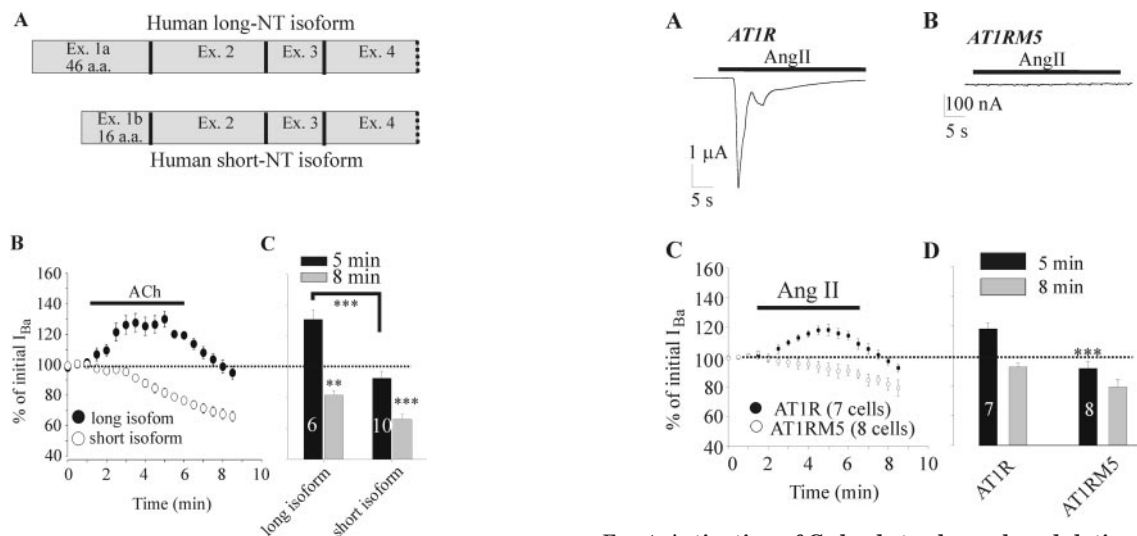 A
Human long-NT isoform
Ex. 1a
46 a.a.
Ex. 2
Ex. 3
Ex. 4
Ex. 1b
16 a.a.
Ex. 2
Ex. 3
Ex. 4
Human short-NT isoform
B
% of initial I_Ba
160
140
120
100
80
60
40
ACh
long isofom
short isoform
0 2 4 6 8 10
Time (min)
C
5 min
8 min
***
**
***
6
10
long isoform
short isoform
A
AT1R
AngII
1 µA
5 s
B
AT1RM5
AngII
100 nA
5 s
C
% of initial I_Ba
160
140
120
100
80
60
40
Ang II
AT1R (7 cells)
AT1RM5 (8 cells)
0 2 4 6 8 10
Time (min)
D
5 min
8 min
***
7
8
AT1R
AT1RM5